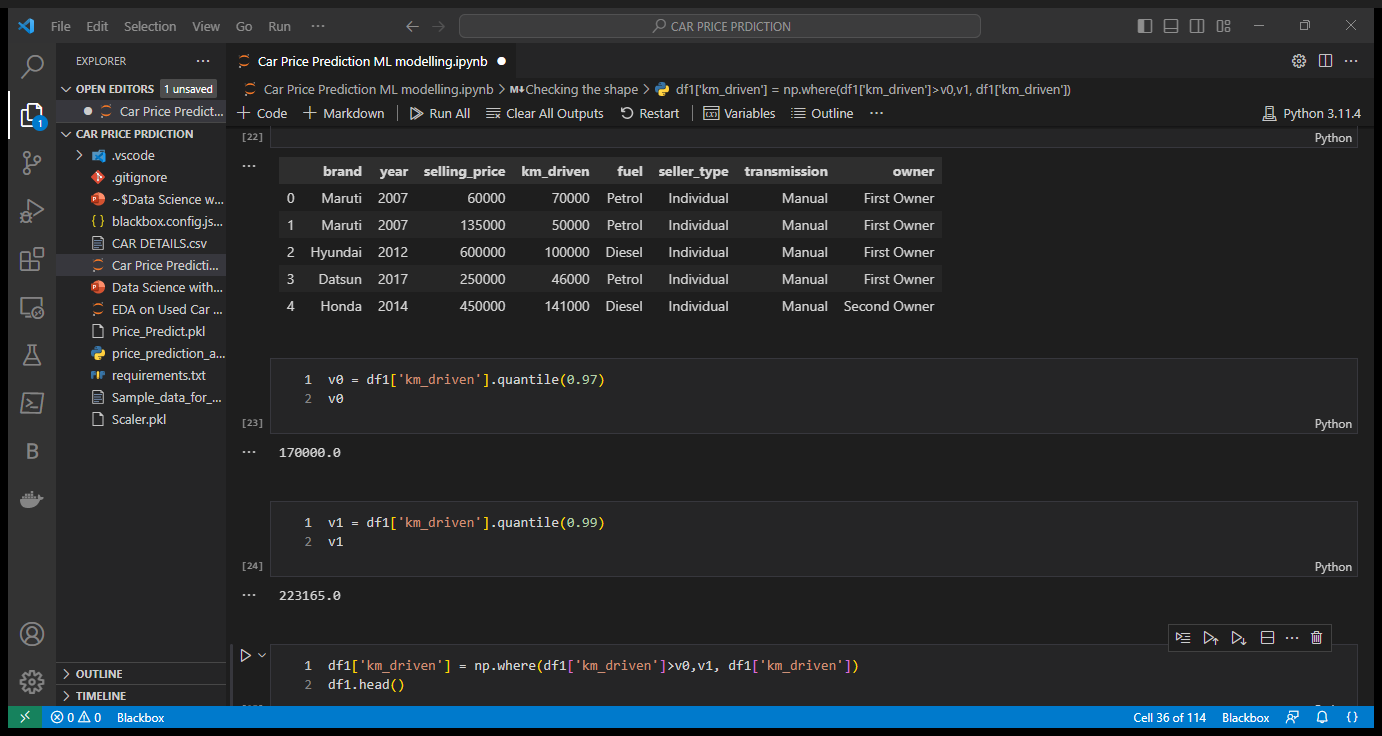 File Edit Selection View Go Run ··· CAR PRICE PRDICTION
EXPLORER ···
OPEN EDITORS 1 unsaved
Car Price Predict...
CAR PRICE PRDICTION
.vscode
.gitignore
~$Data Science w...
blackbox.config.js...
CAR DETAILS.csv
Car Price Predicti...
Data Science with...
EDA on Used Car ...
Price_Predict.pkl
price_prediction_a...
requirements.txt
Sample_data_for_...
Scaler.pkl
OUTLINE
TIMELINE
Car Price Prediction ML modelling.ipynb
Car Price Prediction ML modelling.ipynb > M↓Checking the shape > df1['km_driven'] = np.where(df1['km_driven']>v0,v1, df1['km_driven'])
+ Code + Markdown Run All Clear All Outputs Restart Variables Outline ··· Python 3.11.4
[22] Python
brand year selling_price km_driven fuel seller_type transmission owner
0 Maruti 2007 60000 70000 Petrol Individual Manual First Owner
1 Maruti 2007 135000 50000 Petrol Individual Manual First Owner
2 Hyundai 2012 600000 100000 Diesel Individual Manual First Owner
3 Datsun 2017 250000 46000 Petrol Individual Manual First Owner
4 Honda 2014 450000 141000 Diesel Individual Manual Second Owner
1 v0 = df1['km_driven'].quantile(0.97)
2 v0
[23] Python
170000.0
1 v1 = df1['km_driven'].quantile(0.99)
2 v1
[24] Python
223165.0
1 df1['km_driven'] = np.where(df1['km_driven']>v0,v1, df1['km_driven'])
2 df1.head()
0 0 Blackbox Cell 36 of 114 Blackbox